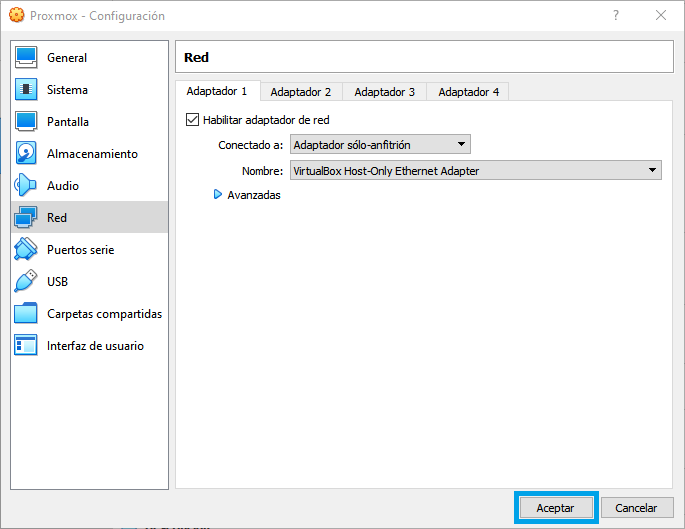 Proxmox - Configuración
General
Sistema
Pantalla
Almacenamiento
Audio
Red
Puertos serie
USB
Carpetas compartidas
Interfaz de usuario
Red
Adaptador 1 Adaptador 2 Adaptador 3 Adaptador 4
Habilitar adaptador de red
Conectado a: Adaptador sólo-anfitrión
Nombre: VirtualBox Host-Only Ethernet Adapter
Avanzadas
Aceptar Cancelar